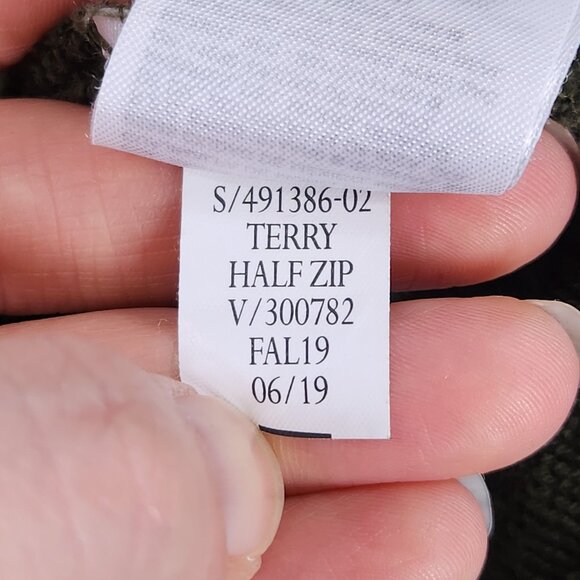 S/491386-02
TERRY
HALF ZIP
V/300782
FAL19
06/19